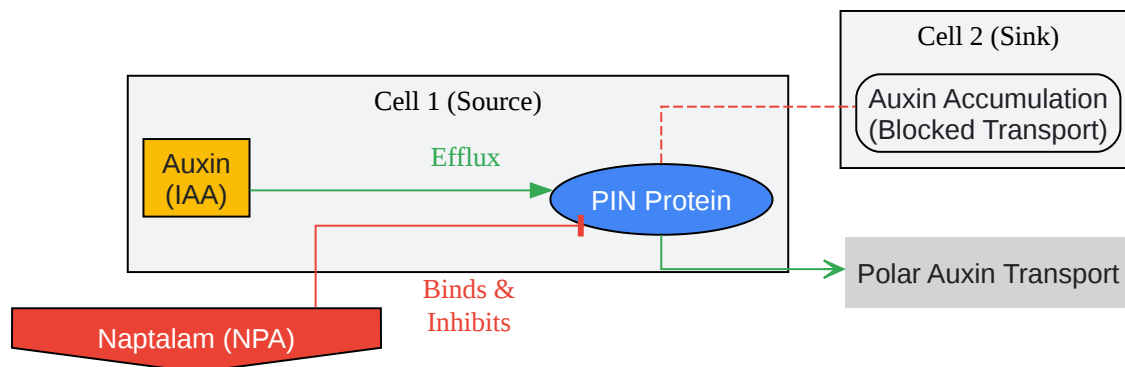 Cell 2 (Sink)
Auxin Accumulation
(Blocked Transport)
Cell 1 (Source)
Auxin
(IAA)
Efflux
PIN Protein
Polar Auxin Transport
Binds &
Inhibits
Naptalam (NPA)